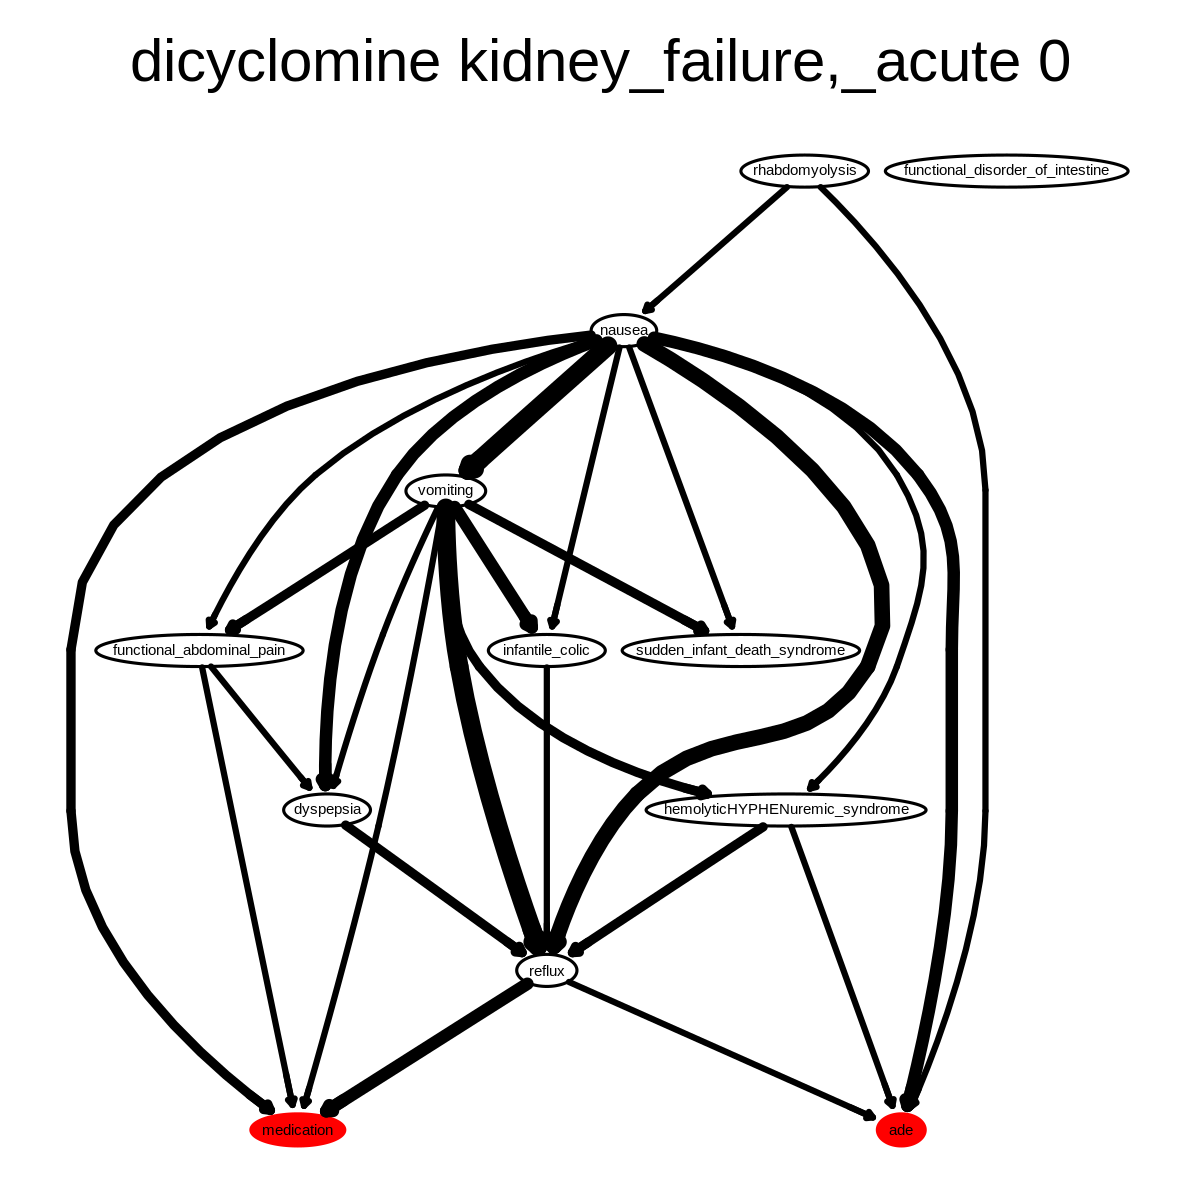 dicyclomine kidney_failure,_acute 0
rhabdomyolysis
functional_disorder_of_intestine
nausea
vomiting
functional_abdominal_pain
infantile_colic
sudden_infant_death_syndrome
dyspepsia
hemolyticHYPHENuremic_syndrome
reflux
medication
ade